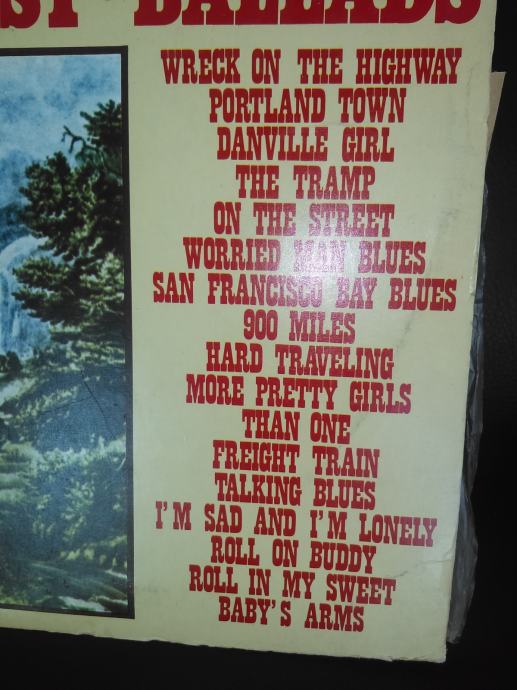 BALLADS
WRECK ON THE HIGHWAY
PORTLAND TOWN
DANVILLE GIRL
THE TRAMP
ON THE STREET
WORRIED MAN BLUES
SAN FRANCISCO BAY BLUES
900 MILES
HARD TRAVELING
MORE PRETTY GIRLS
THAN ONE
FREIGHT TRAIN
TALKING BLUES
I'M SAD AND I'M LONELY
ROLL ON BUDDY
ROLL IN MY SWEET
BABY'S ARMS